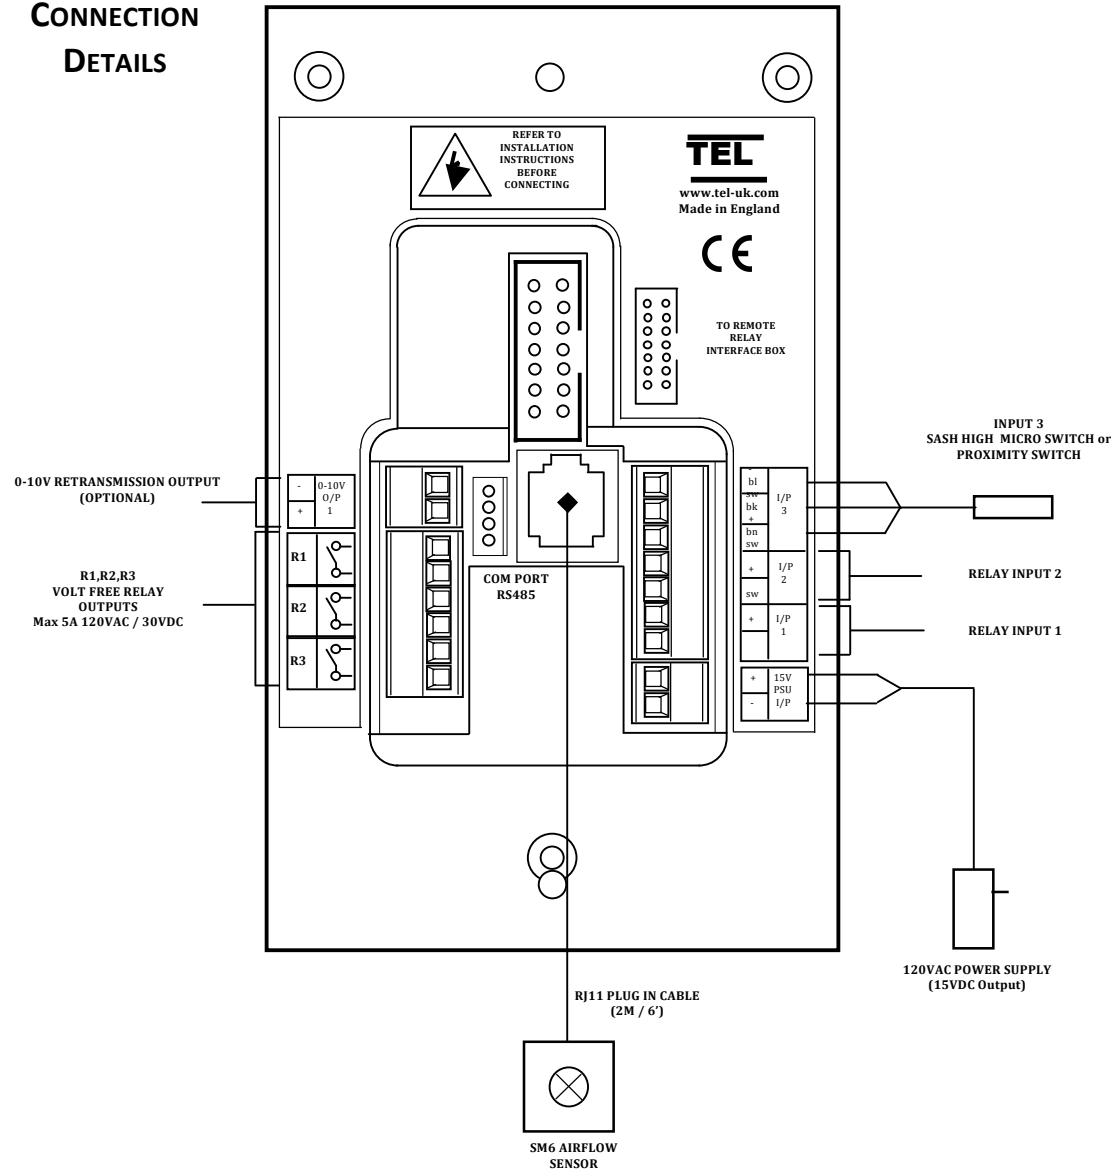 CONNECTION
DETAILS
REFER TO
INSTALLATION
INSTRUCTIONS
BEFORE
CONNECTING
TEL
www.tel-uk.com
Made in England
CE
TO REMOTE
RELAY
INTERFACE BOX
INPUT 3
SASH HIGH MICRO SWITCH or
PROXIMITY SWITCH
0-10V RETRANSMISSION OUTPUT
(OPTIONAL)
- 0-10V
O/P
+ 1
R1
R2
R3
R1,R2,R3
VOLT FREE RELAY
OUTPUTS
Max 5A 120VAC / 30VDC
COM PORT
RS485
-
bl
sw
bk
+
bn
sw
I/P
3
+
sw
I/P
2
+
I/P
1
+ 15V
PSU
- I/P
RELAY INPUT 2
RELAY INPUT 1
120VAC POWER SUPPLY
(15VDC Output)
RJ11 PLUG IN CABLE
(2M / 6')
SM6 AIRFLOW
SENSOR